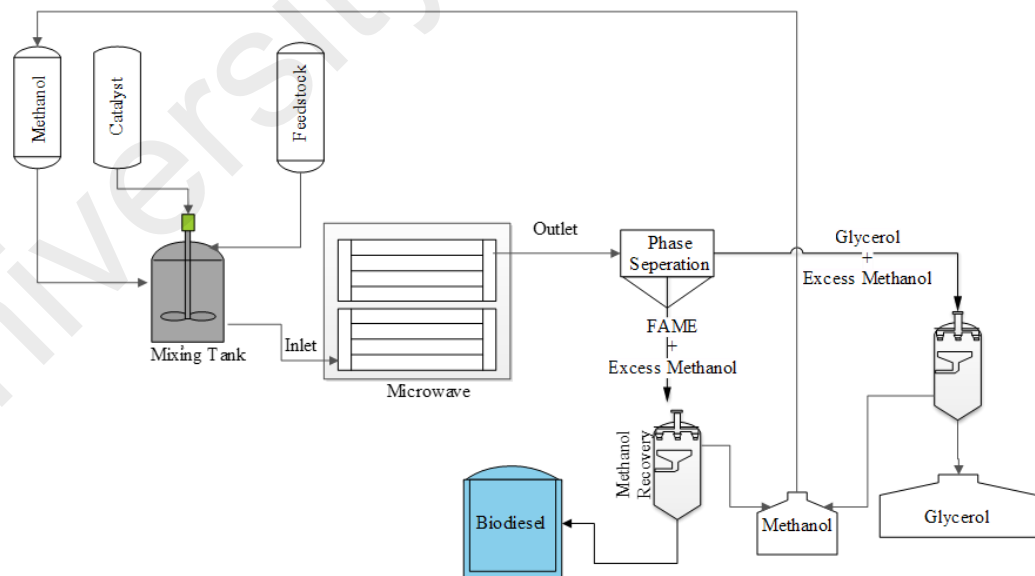 Methanol
Catalyst
Feedstock
Mixing Tank
Inlet
Microwave
Outlet
Phase
Seperation
Glycerol
+
Excess Methanol
FAME
+
Excess Methanol
Methanol
Recovery
Biodiesel
Methanol
Glycerol